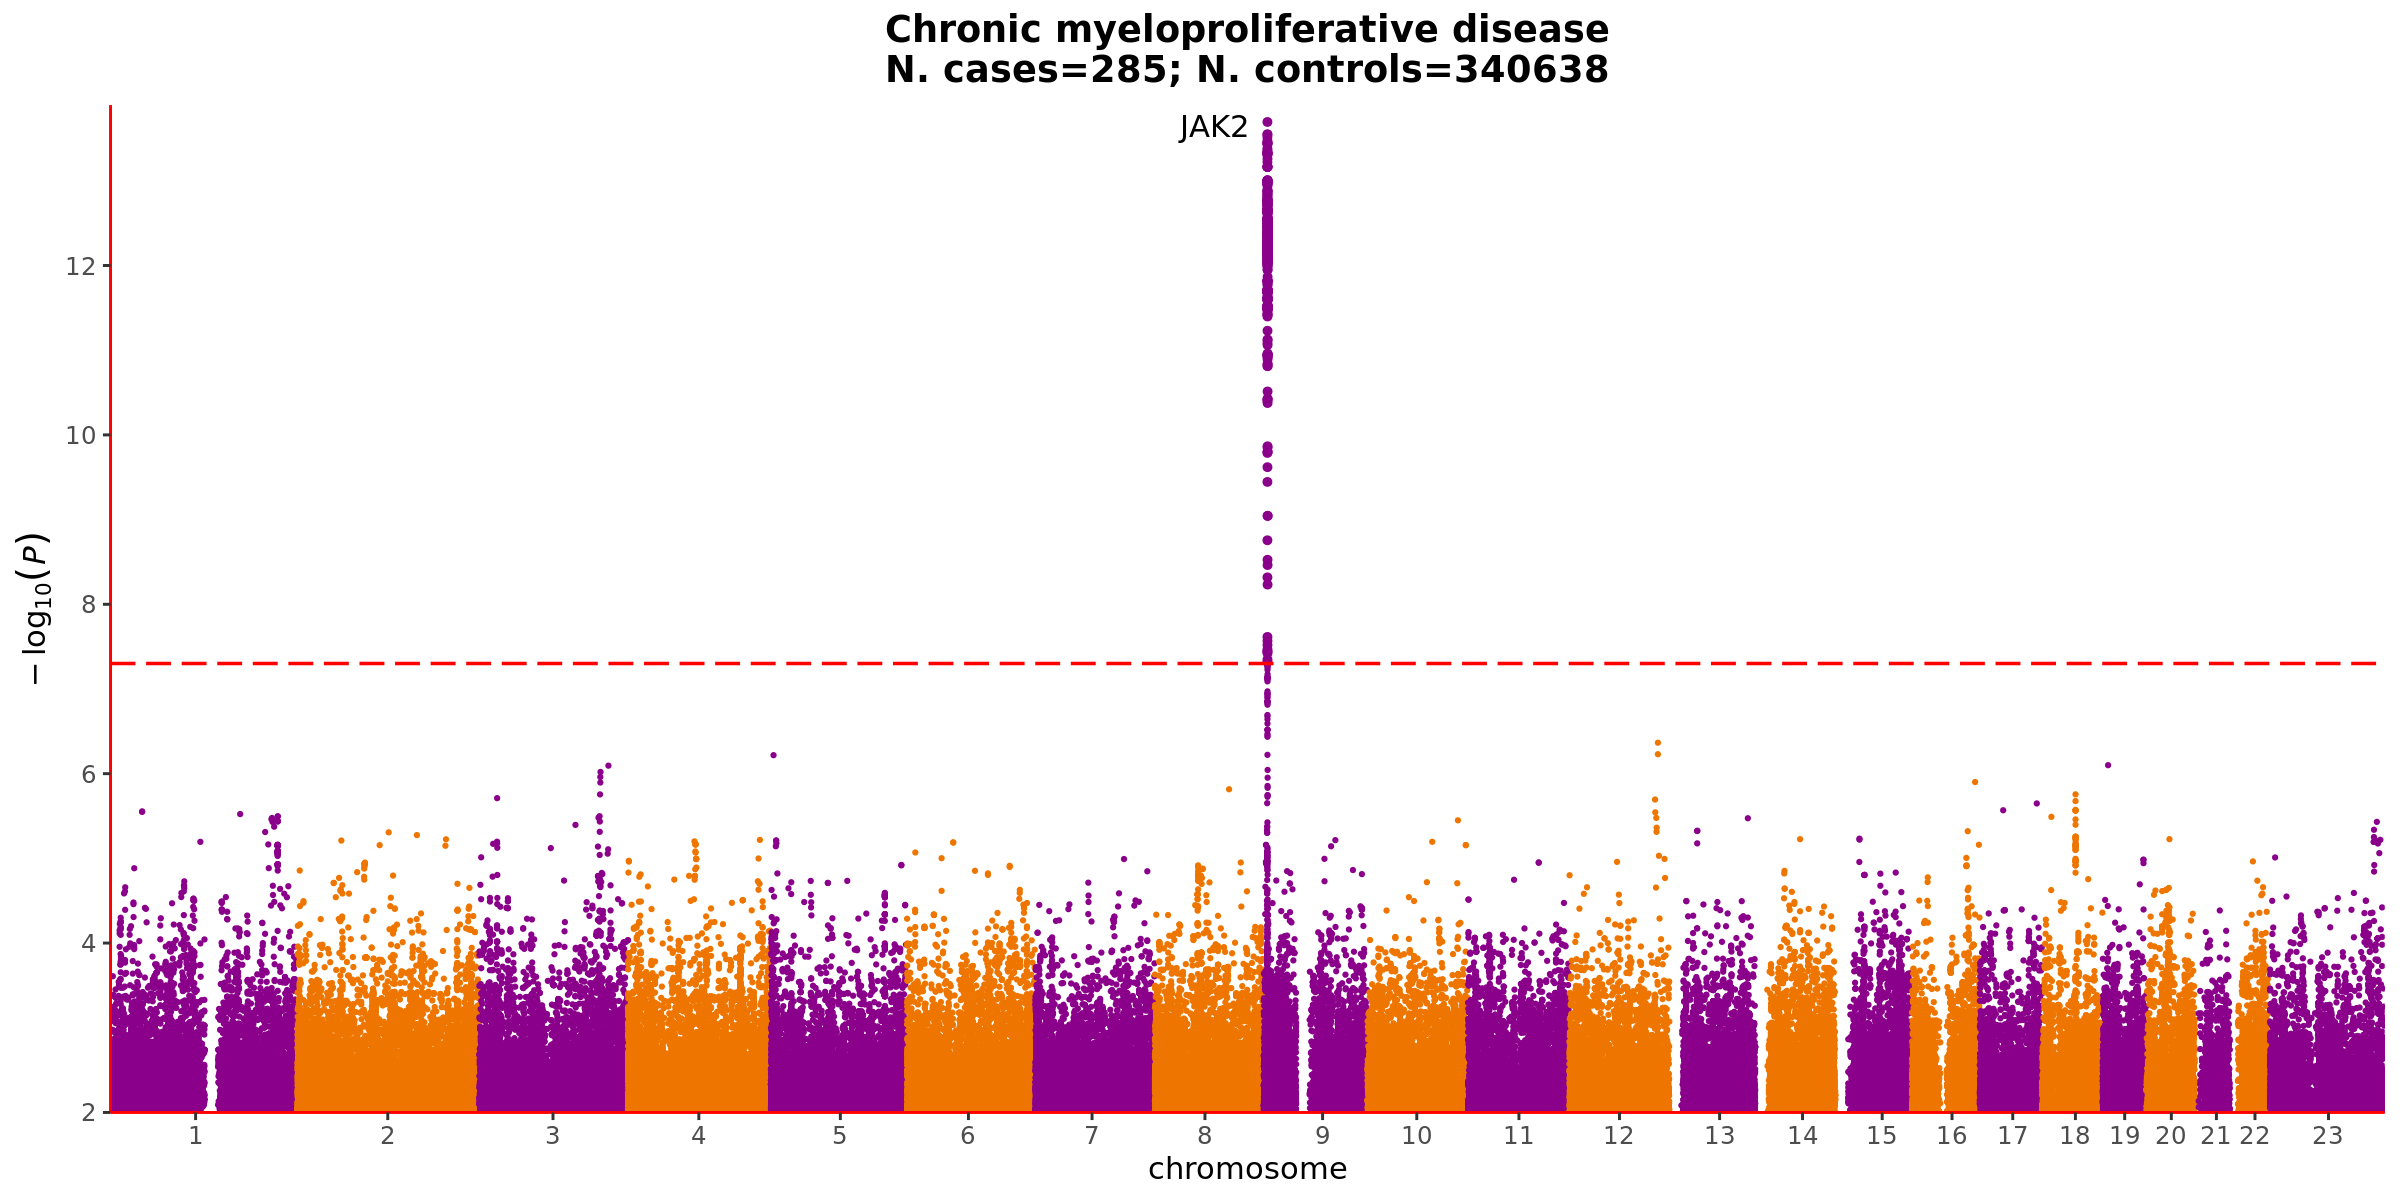 Chronic myeloproliferative disease
N. cases=285; N. controls=340638
JAK2
12
10
8
6
4
2
−log₁₀(P)
1 2 3 4 5 6 7 8 9 10 11 12 13 14 15 16 17 18 19 20 21 22 23
chromosome